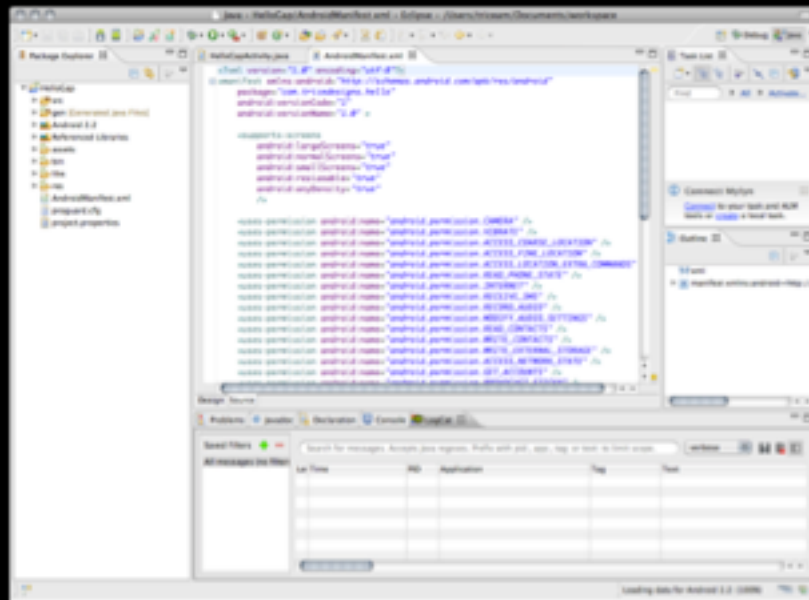 Java - HelloCap/AndroidManifest.xml - Eclipse - /Users/triceam/Documents/workspace
Debug Java
Package Explorer
HelloCapActivity.java AndroidManifest.xml
Task List
HelloCap
src
gen [Generated Java Files]
Android 2.2
Referenced Libraries
assets
bin
libs
res
AndroidManifest.xml
proguard.cfg
project.properties
<?xml version="1.0" encoding="utf-8"?>
<manifest xmlns:android="http://schemas.android.com/apk/res/android"
package="com.tricedesigns.hello"
android:versionCode="1"
android:versionName="1.0" >
<supports-screens
android:largeScreens="true"
android:normalScreens="true"
android:smallScreens="true"
android:resizeable="true"
android:anyDensity="true"
/>
<uses-permission android:name="android.permission.CAMERA" />
<uses-permission android:name="android.permission.VIBRATE" />
<uses-permission android:name="android.permission.ACCESS_COARSE_LOCATION" />
<uses-permission android:name="android.permission.ACCESS_FINE_LOCATION" />
<uses-permission android:name="android.permission.ACCESS_LOCATION_EXTRA_COMMANDS"
<uses-permission android:name="android.permission.READ_PHONE_STATE" />
<uses-permission android:name="android.permission.INTERNET" />
<uses-permission android:name="android.permission.RECEIVE_SMS" />
<uses-permission android:name="android.permission.RECORD_AUDIO" />
<uses-permission android:name="android.permission.MODIFY_AUDIO_SETTINGS" />
<uses-permission android:name="android.permission.READ_CONTACTS" />
<uses-permission android:name="android.permission.WRITE_CONTACTS" />
<uses-permission android:name="android.permission.WRITE_EXTERNAL_STORAGE" />
<uses-permission android:name="android.permission.ACCESS_NETWORK_STATE" />
<uses-permission android:name="android.permission.GET_ACCOUNTS" />
Find All Activate...
Connect Mylyn
Connect to your task and ALM
tools or create a local task.
Outline
xml
manifest xmlns:android=http:/
Design Source
Problems Javadoc Declaration Console LogCat
Saved Filters
All messages (no filter
Search for messages. Accepts Java regexes. Prefix with pid:, app:, tag: or text: to limit scope.
verbose
Time PID Application Tag Text
Loading data for Android 2.2 (100%)